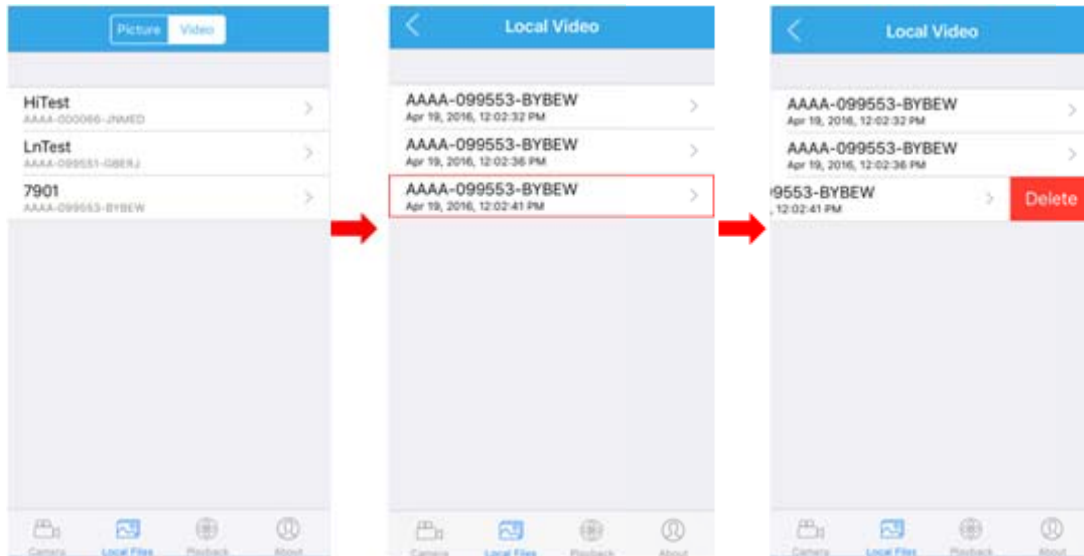 Picture Video
HiTest
AAAA-000066-JNMED
LnTest
AAAA-099551-GBERJ
7901
AAAA-099553-BYBEW
Camera Local Files Playback About
Local Video
AAAA-099553-BYBEW
Apr 19, 2016, 12:02:32 PM
AAAA-099553-BYBEW
Apr 19, 2016, 12:02:36 PM
AAAA-099553-BYBEW
Apr 19, 2016, 12:02:41 PM
Camera Local Files Playback About
Local Video
AAAA-099553-BYBEW
Apr 19, 2016, 12:02:32 PM
AAAA-099553-BYBEW
Apr 19, 2016, 12:02:36 PM
9553-BYBEW
, 12:02:41 PM
Delete
Camera Local Files Playback About